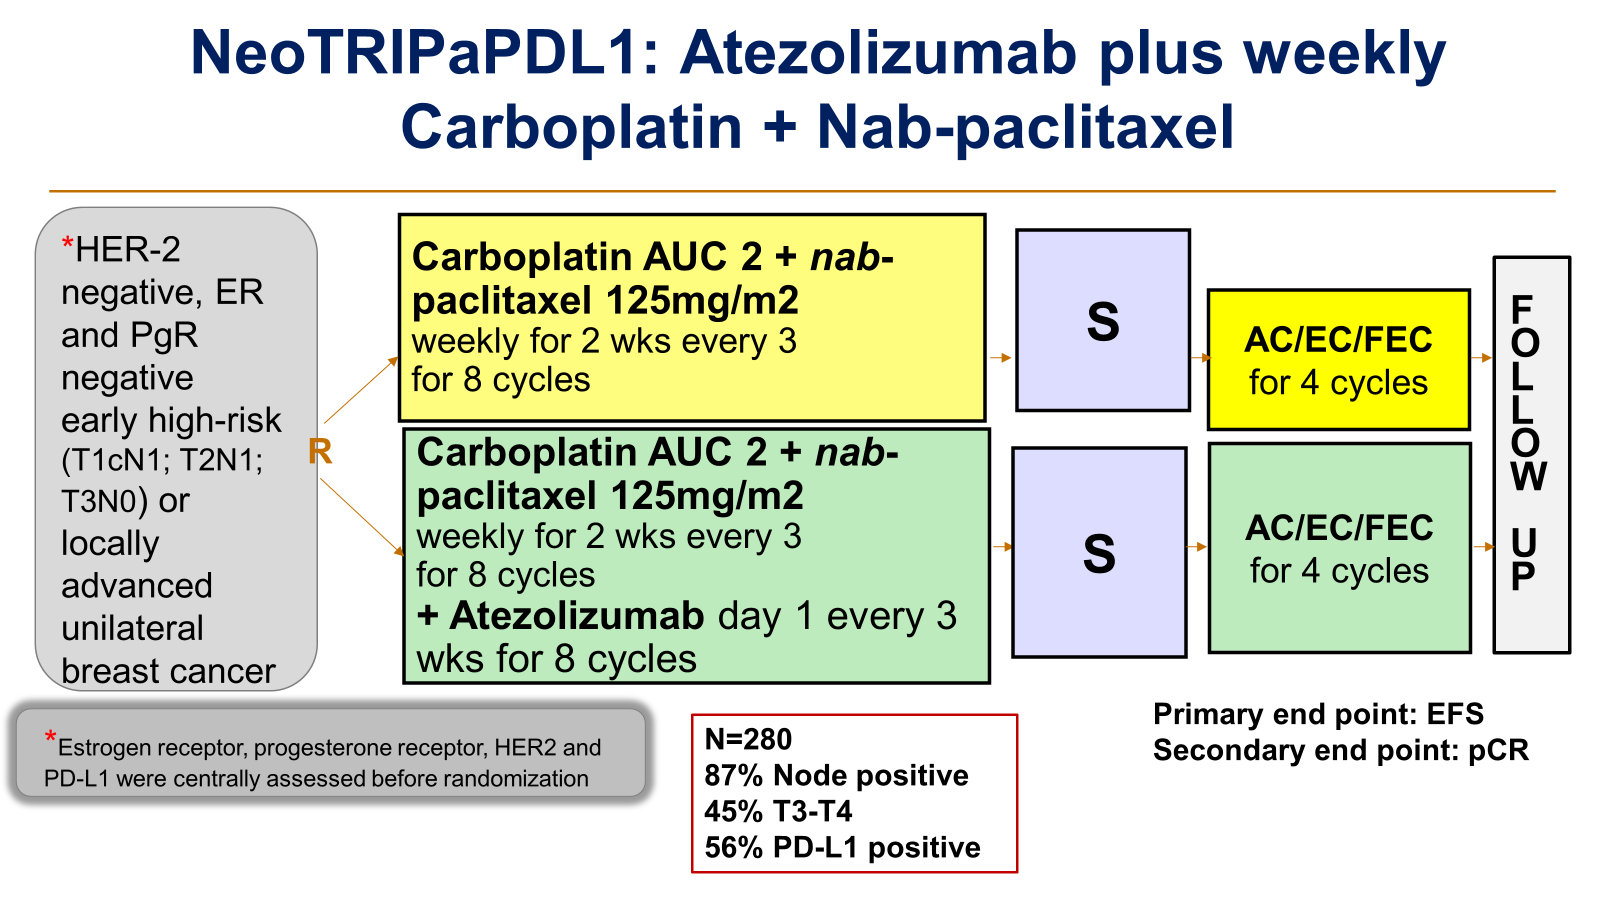 NeoTRIPaPDL1: Atezolizumab plus weekly
Carboplatin + Nab-paclitaxel
*HER-2
negative, ER
and PgR
negative
early high-risk
(T1cN1; T2N1;
T3N0) or
locally
advanced
unilateral
breast cancer
R
Carboplatin AUC 2 + nab-
paclitaxel 125mg/m2
weekly for 2 wks every 3
for 8 cycles
S
AC/EC/FEC
for 4 cycles
Carboplatin AUC 2 + nab-
paclitaxel 125mg/m2
weekly for 2 wks every 3
for 8 cycles
+ Atezolizumab day 1 every 3
wks for 8 cycles
S
AC/EC/FEC
for 4 cycles
FOLLOW UP
*Estrogen receptor, progesterone receptor, HER2 and
PD-L1 were centrally assessed before randomization
N=280
87% Node positive
45% T3-T4
56% PD-L1 positive
Primary end point: EFS
Secondary end point: pCR